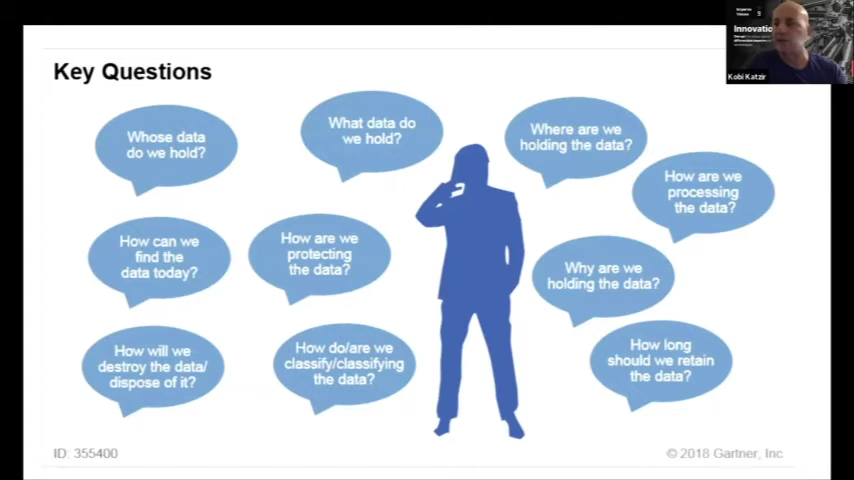 Key Questions
Whose data
do we hold?
What data do
we hold?
Where are we
holding the data?
How are we
processing
the data?
How can we
find the
data today?
How are we
protecting
the data?
Why are we
holding the data?
How will we
destroy the data/
dispose of it?
How do/are we
classify/classifying
the data?
How long
should we retain
the data?
ID: 355400
© 2018 Gartner, Inc
Imperva
Innovatio
Kobi Katzir